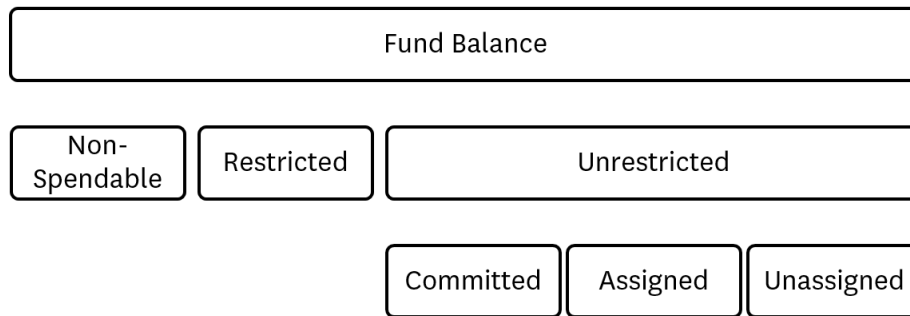 Fund Balance
Non-
Spendable
Restricted
Unrestricted
Committed
Assigned
Unassigned